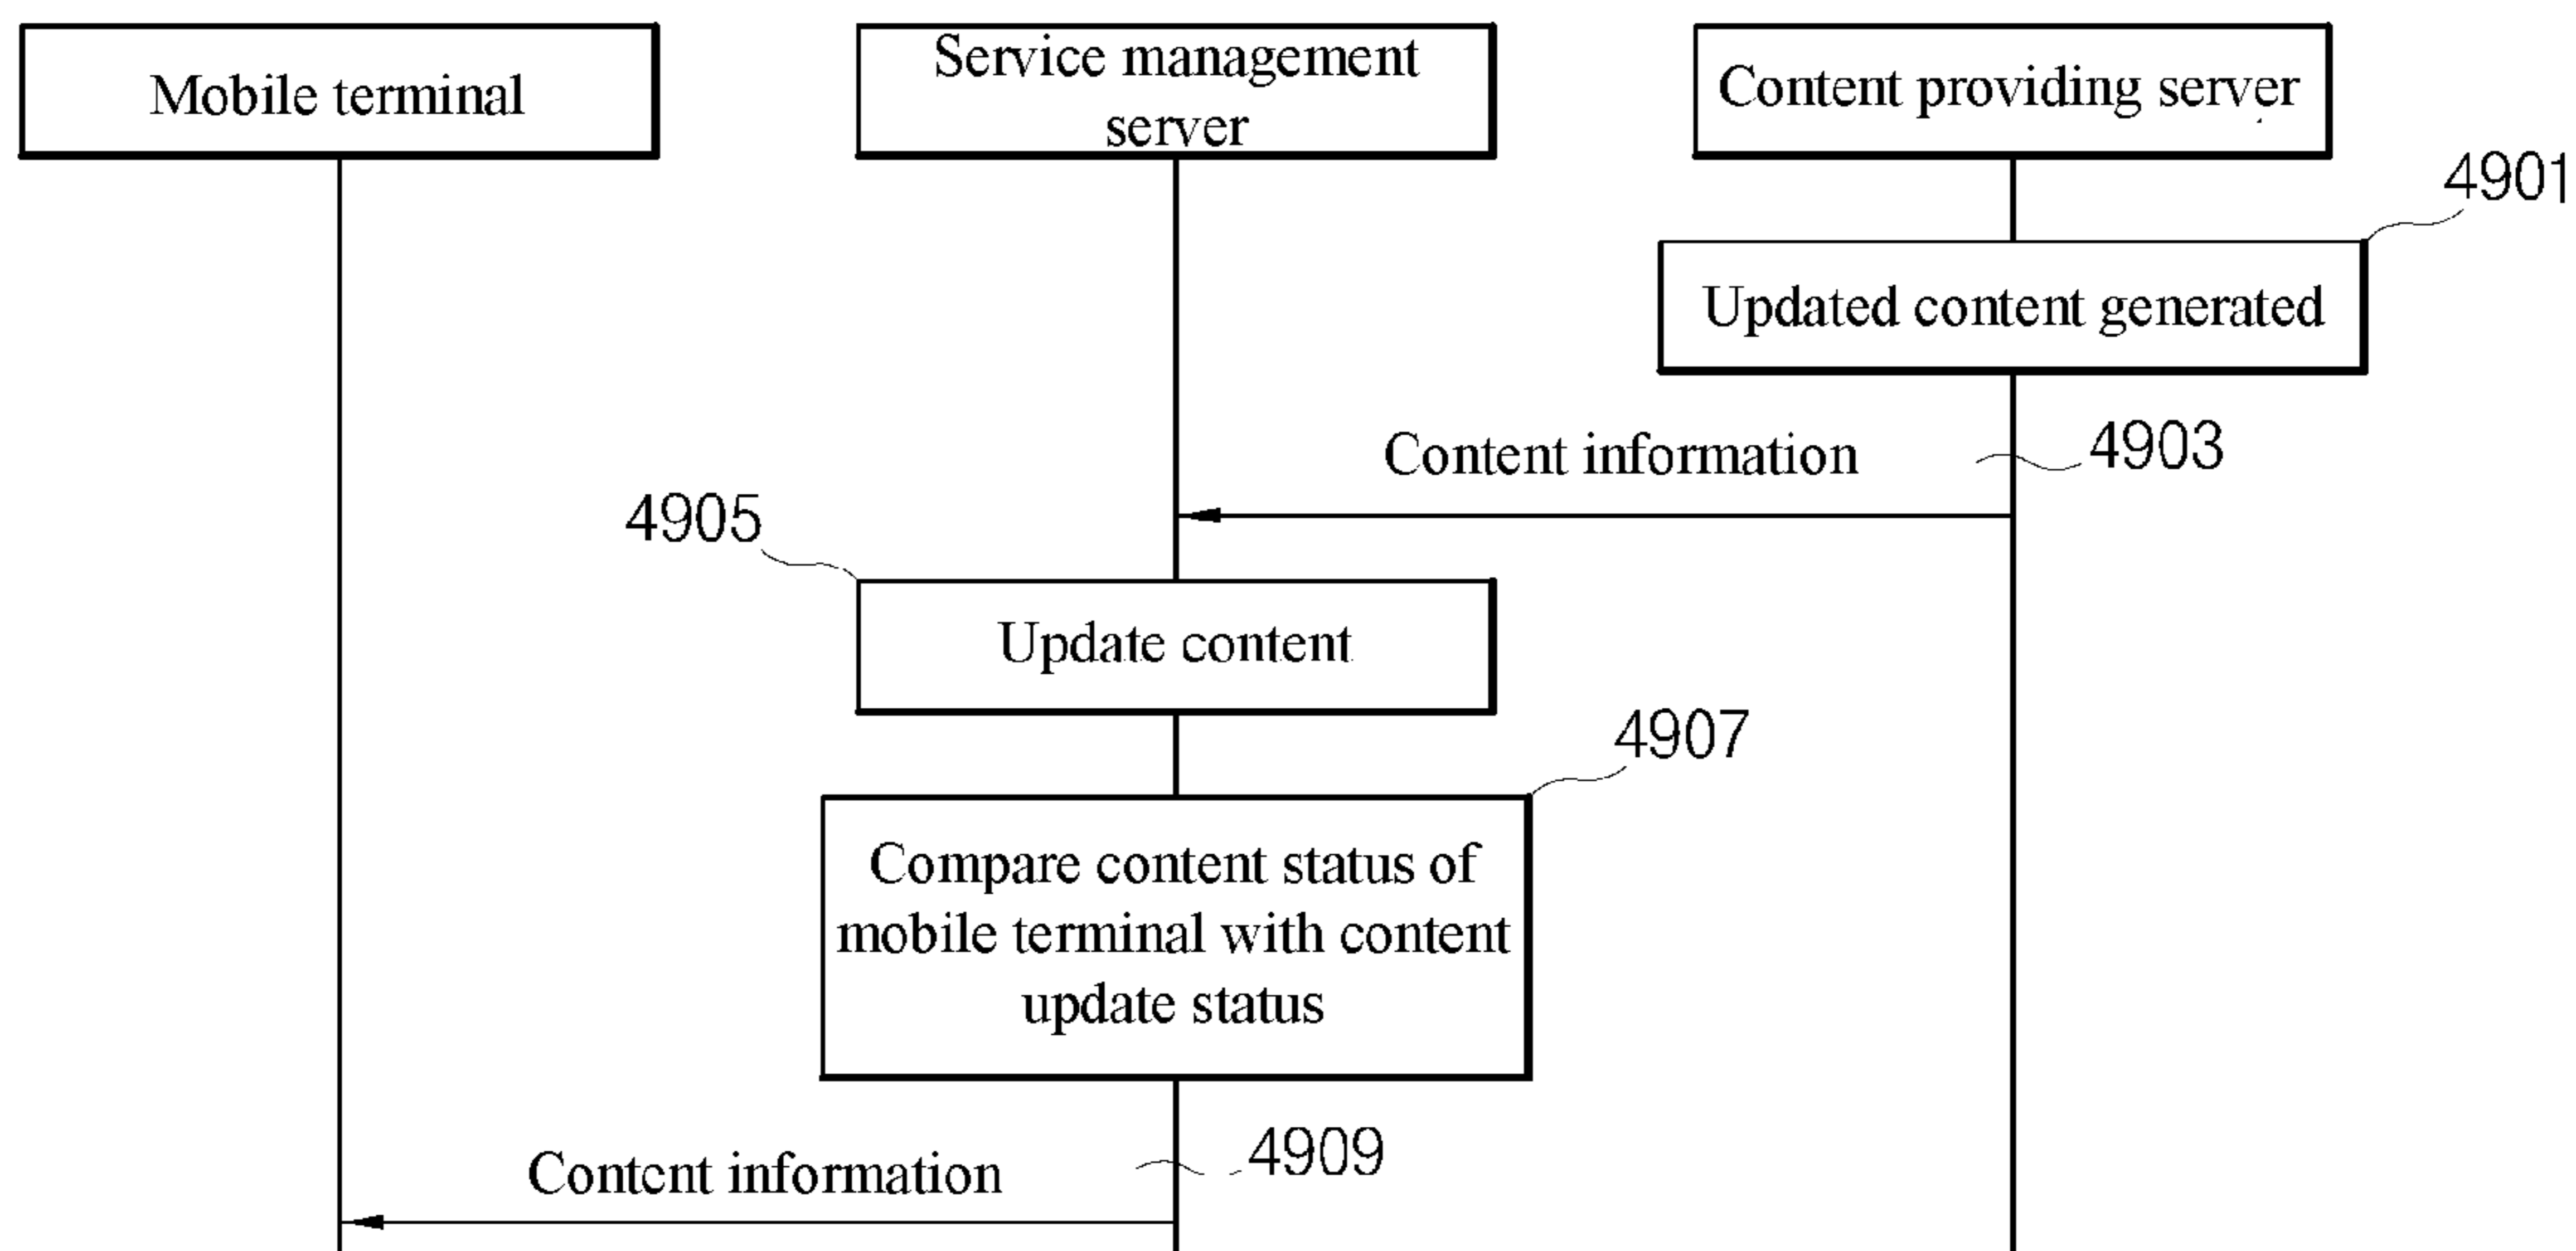 Mobile terminal
Service management
server
Content providing server
4901
Updated content generated
Content information
4903
4905
Update content
4907
Compare content status of
mobile terminal with content
update status
Content information
4909